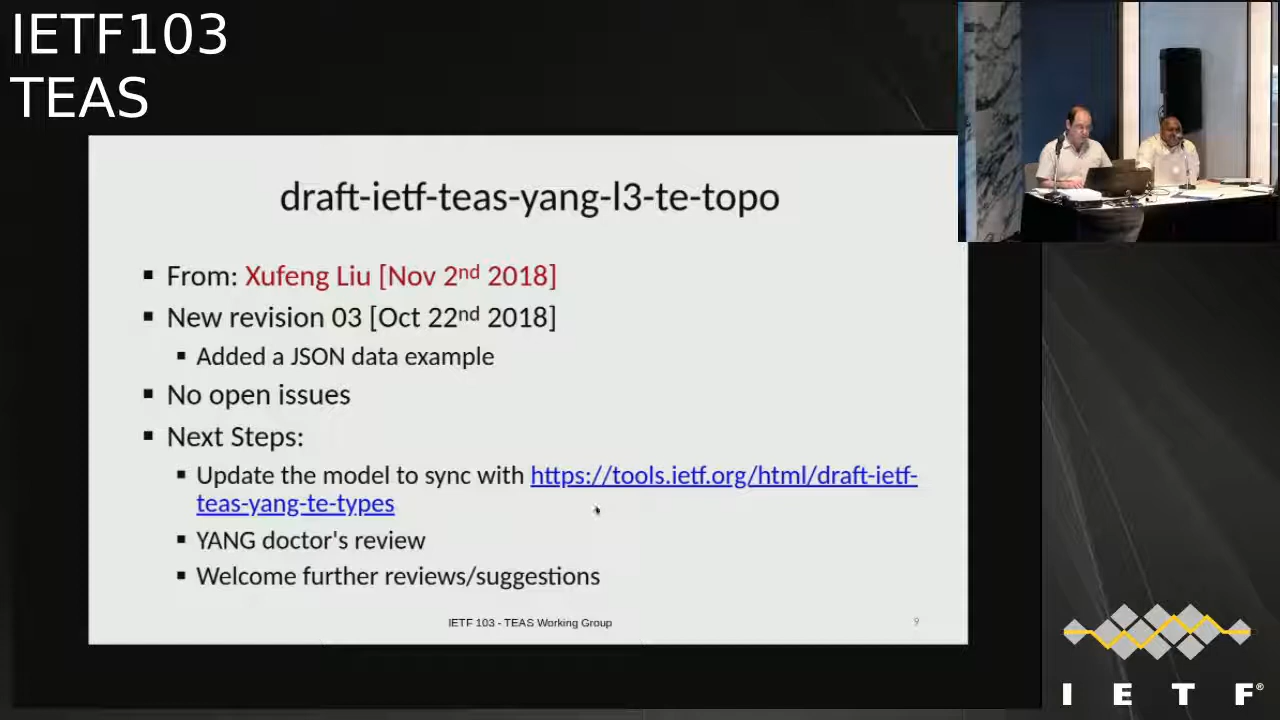 IETF103
TEAS
draft-ietf-teas-yang-l3-te-topo
▪ From: Xufeng Liu [Nov 2nd 2018]
▪ New revision 03 [Oct 22nd 2018]
▪ Added a JSON data example
▪ No open issues
▪ Next Steps:
▪ Update the model to sync with https://tools.ietf.org/html/draft-ietf-
teas-yang-te-types
▪ YANG doctor's review
▪ Welcome further reviews/suggestions
IETF 103 - TEAS Working Group
9
I E T F®